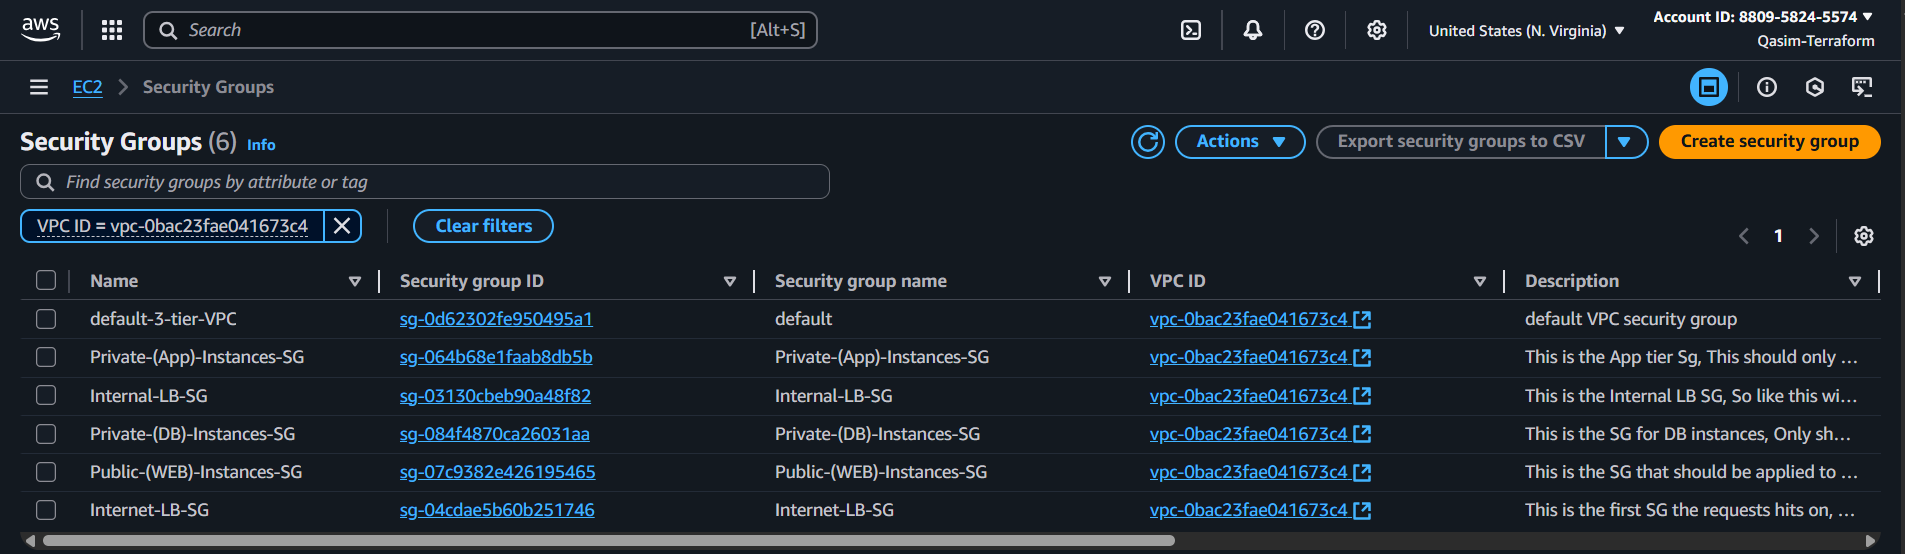 aws Search [Alt+S] United States (N. Virginia) Account ID: 8809-5824-5574
Qasim-Terraform
EC2 Security Groups
Security Groups (6) Info Actions Export security groups to CSV Create security group
Find security groups by attribute or tag
VPC ID = vpc-0bac23fae041673c4 Clear filters
1
Name Security group ID Security group name VPC ID Description
default-3-tier-VPC sg-0d62302fe950495a1 default vpc-0bac23fae041673c4 default VPC security group
Private-(App)-Instances-SG sg-064b68e1faab8db5b Private-(App)-Instances-SG vpc-0bac23fae041673c4 This is the App tier Sg, This should only ...
Internal-LB-SG sg-03130cbeb90a48f82 Internal-LB-SG vpc-0bac23fae041673c4 This is the Internal LB SG, So like this wi...
Private-(DB)-Instances-SG sg-084f4870ca26031aa Private-(DB)-Instances-SG vpc-0bac23fae041673c4 This is the SG for DB instances, Only sh...
Public-(WEB)-Instances-SG sg-07c9382e426195465 Public-(WEB)-Instances-SG vpc-0bac23fae041673c4 This is the SG that should be applied to ...
Internet-LB-SG sg-04cdae5b60b251746 Internet-LB-SG vpc-0bac23fae041673c4 This is the first SG the requests hits on, ...